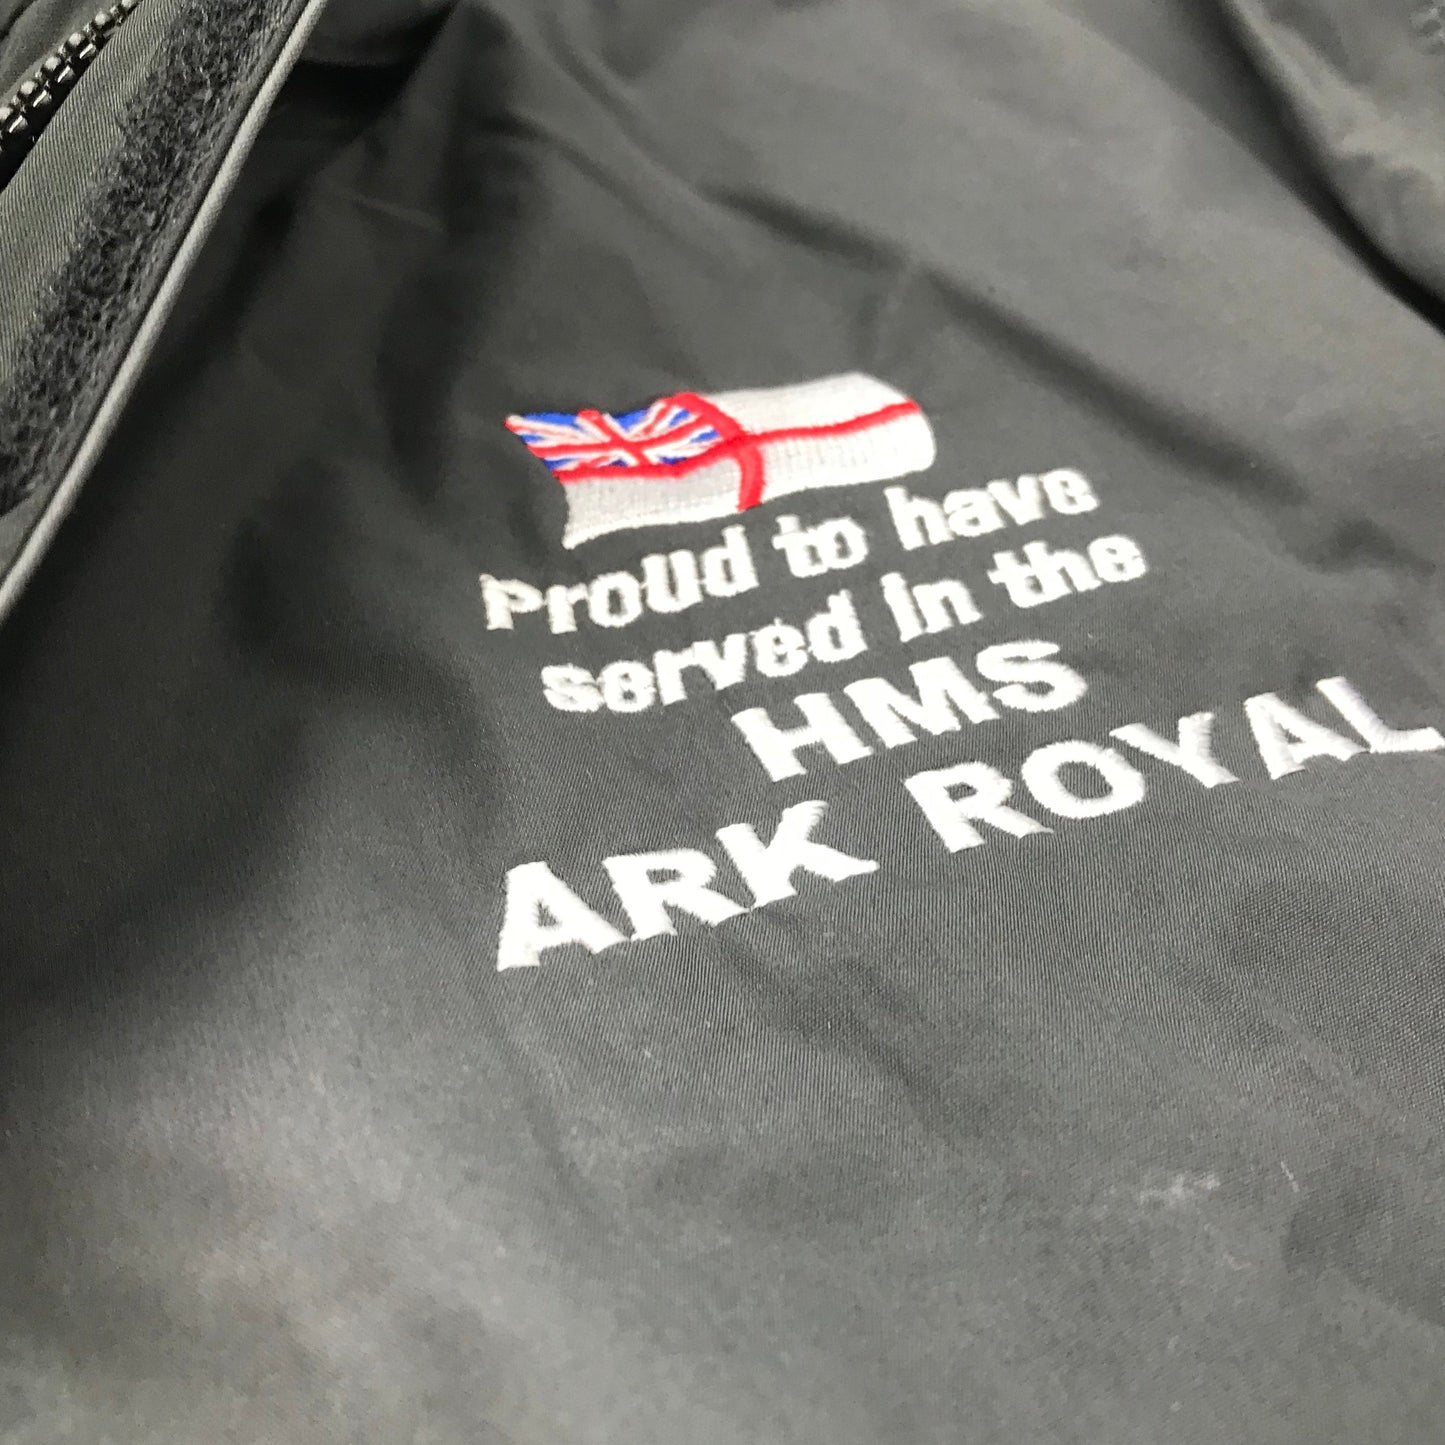 Proud to have
served in the
HMS
ARK ROYAL